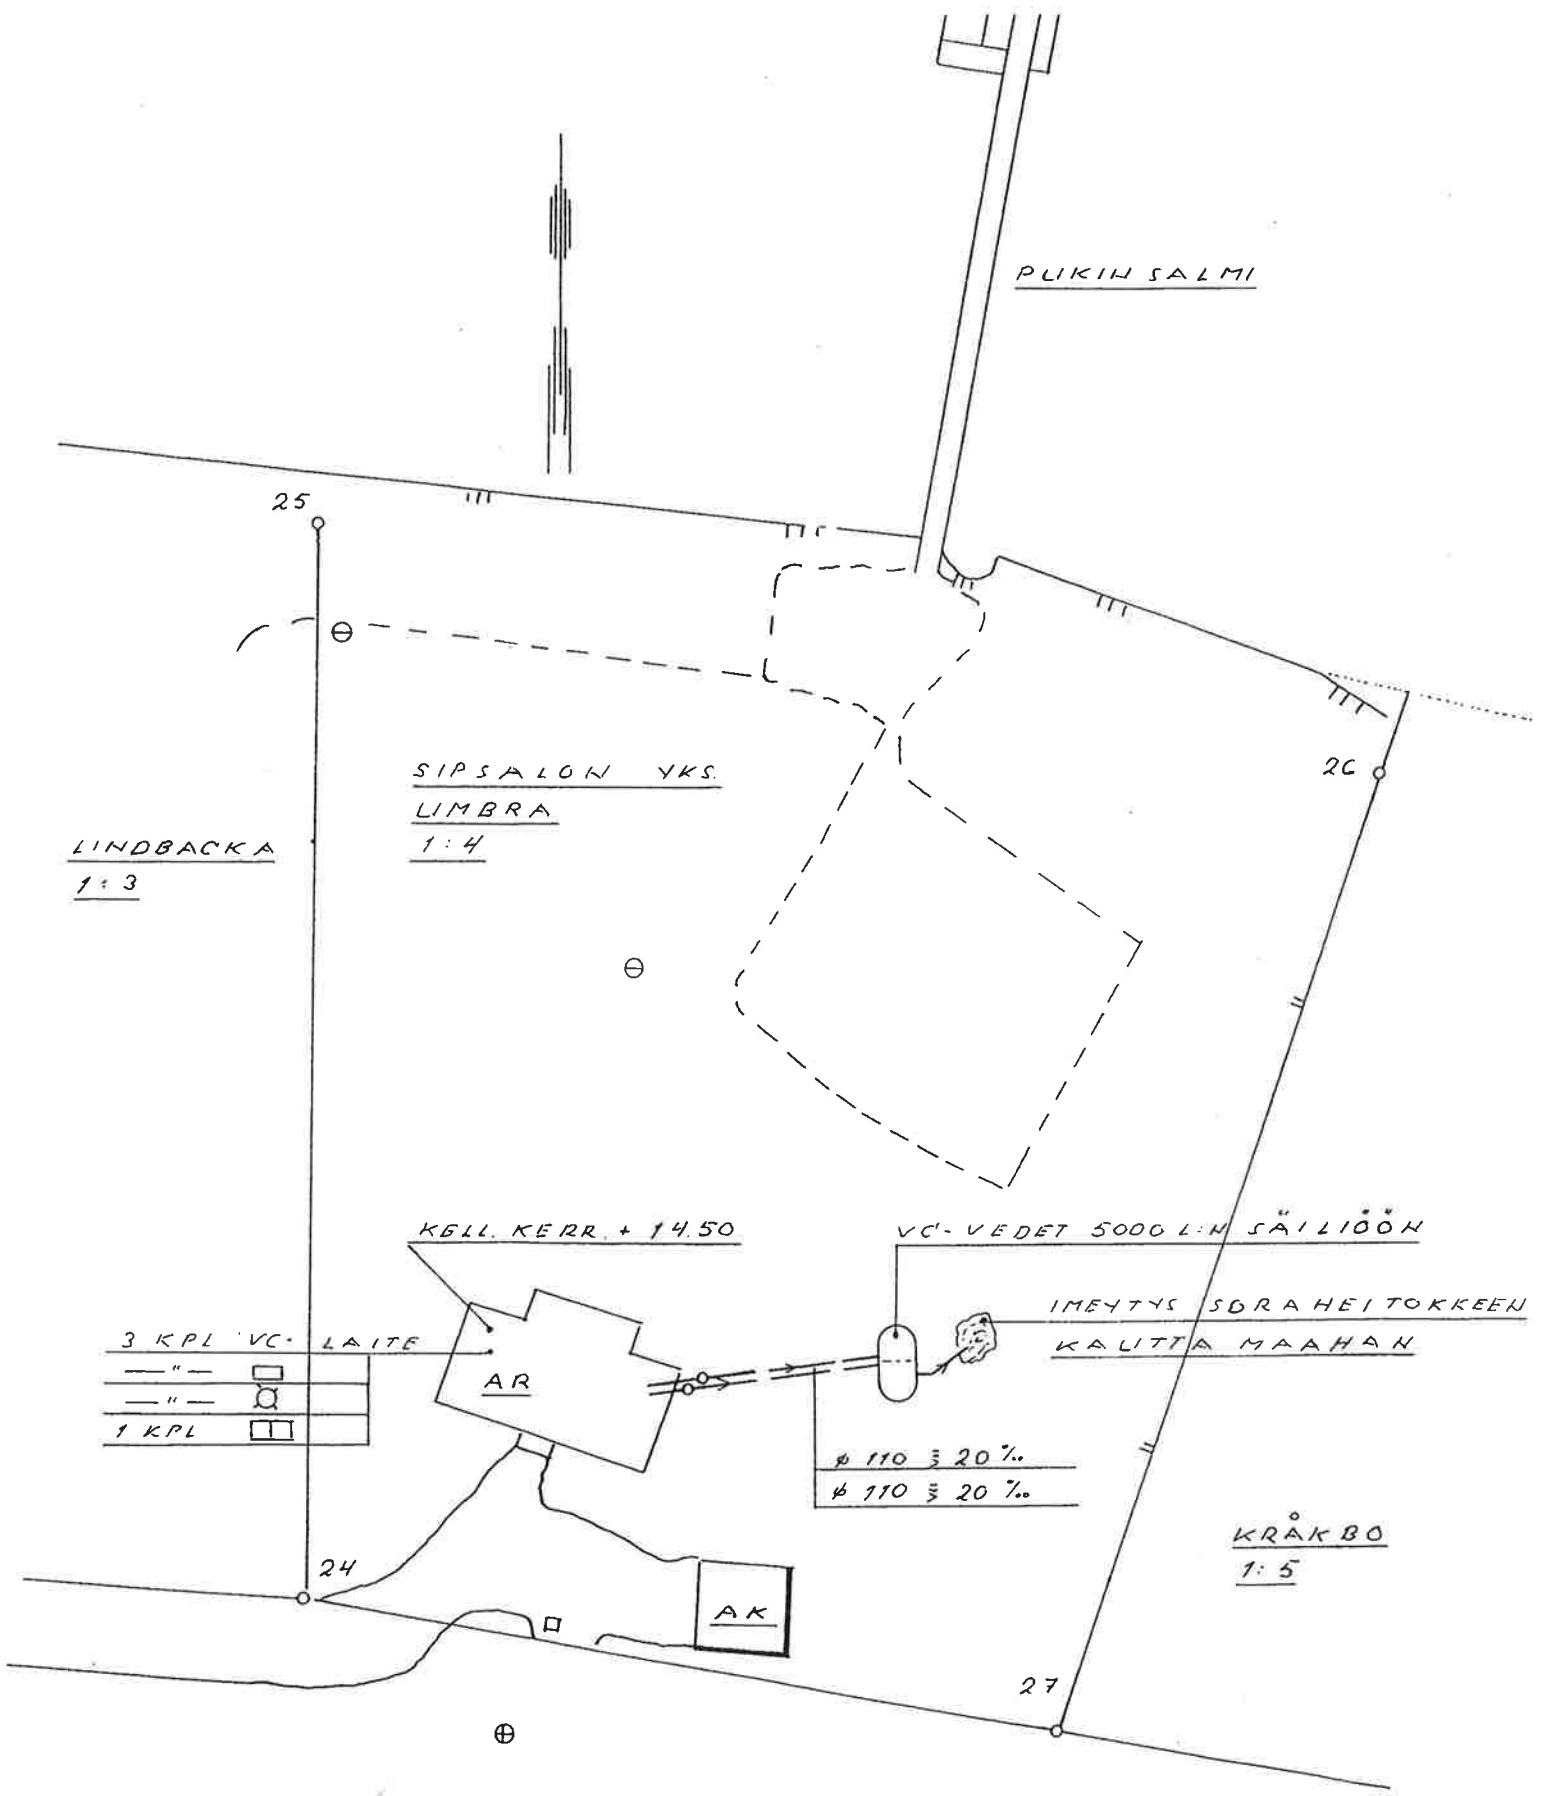 PUKIN SALMI
25
26
SIPSALON YKS.
LIMBRA
1:4
LINDBACKA
1:3
KELL. KERR. + 14.50
VC-VEDET 5000 L:N SÄILIÖÖN
IMEYTYS SORAHEITOKKEEN
KAUTTA MAAHAN
3 KPL VC-LAITE
— " —
— " —
1 KPL
AR
ø 110 ⋛ 20 ‰
ø 110 ⋛ 20 ‰
KRÅKBO
1:5
24
AK
27